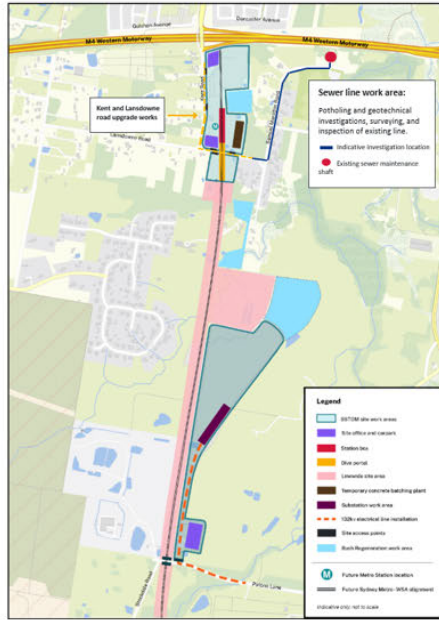 M4 Western Motorway
M4 Western Motorway
Kent and Lansdowne
road upgrade works
Sewer line work area:
Potholing and geotechnical
investigations, surveying, and
inspection of existing line.
Indicative investigation location
Existing sewer maintenance
shaft
Legend
SSTOM site work areas
Site office and carpark
Station box
Dive portal
Linewide site area
Temporary concrete batching plant
Substation work area
132kv electrical line installation
Site access points
Bush Regeneration work area
M
Future Metro Station location
Future Sydney Metro - WSA alignment
Indicative only: not to scale
Patons Lane